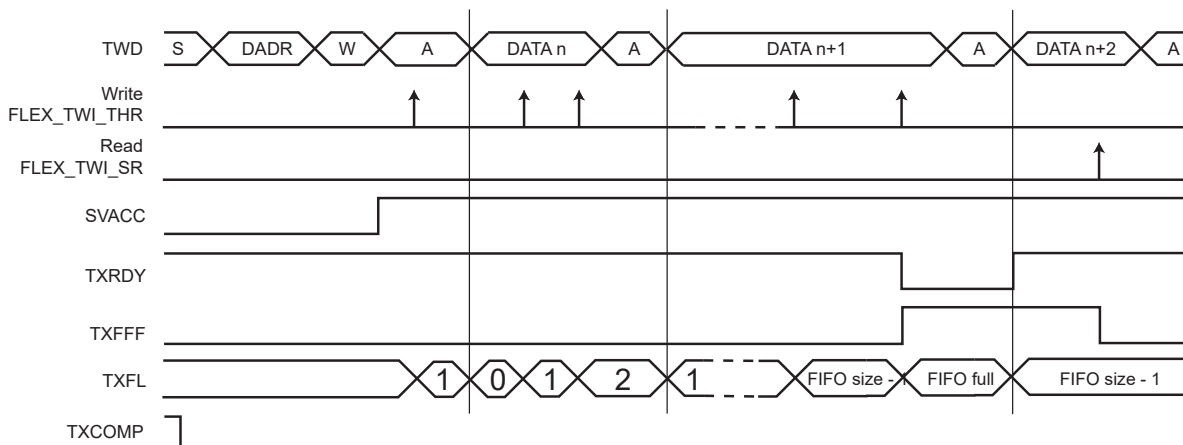 TWD S DADR W A DATA n A DATA n+1 A DATA n+2 A
Write
FLEX_TWI_THR
Read
FLEX_TWI_SR
SVACC
TXRDY
TXFFF
TXFL 1 0 1 2 1 FIFO size - 1 FIFO full FIFO size - 1
TXCOMP